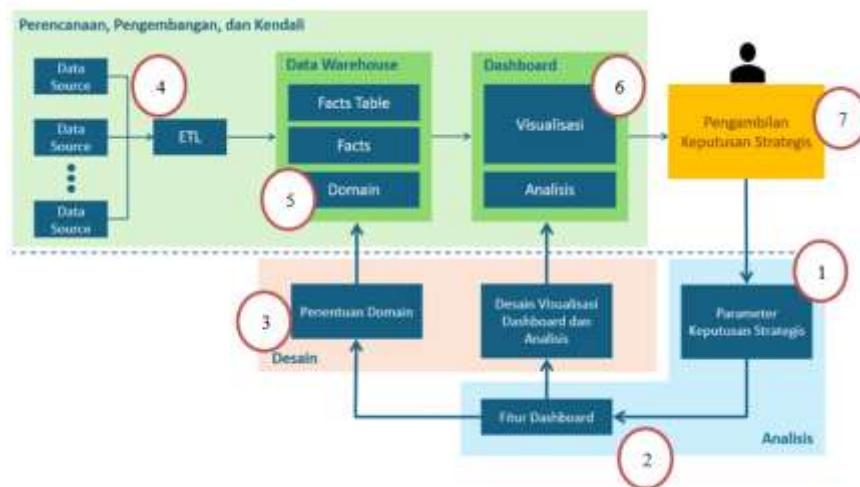 Perencanaan, Pengembangan, dan Kendali
Data
Source
4
Data
Source
Data
Source
ETL
Data Warehouse
Facts Table
Facts
Domain
5
Dashboard
6
Visualisasi
Analisis
Pengambilan
Keputusan Strategis
7
1
Parameter
Keputusan Strategis
3
Penentuan Domain
Desain Visualisasi
Dashboard dan
Analisis
Desain
Fitur Dashboard
2
Analisis